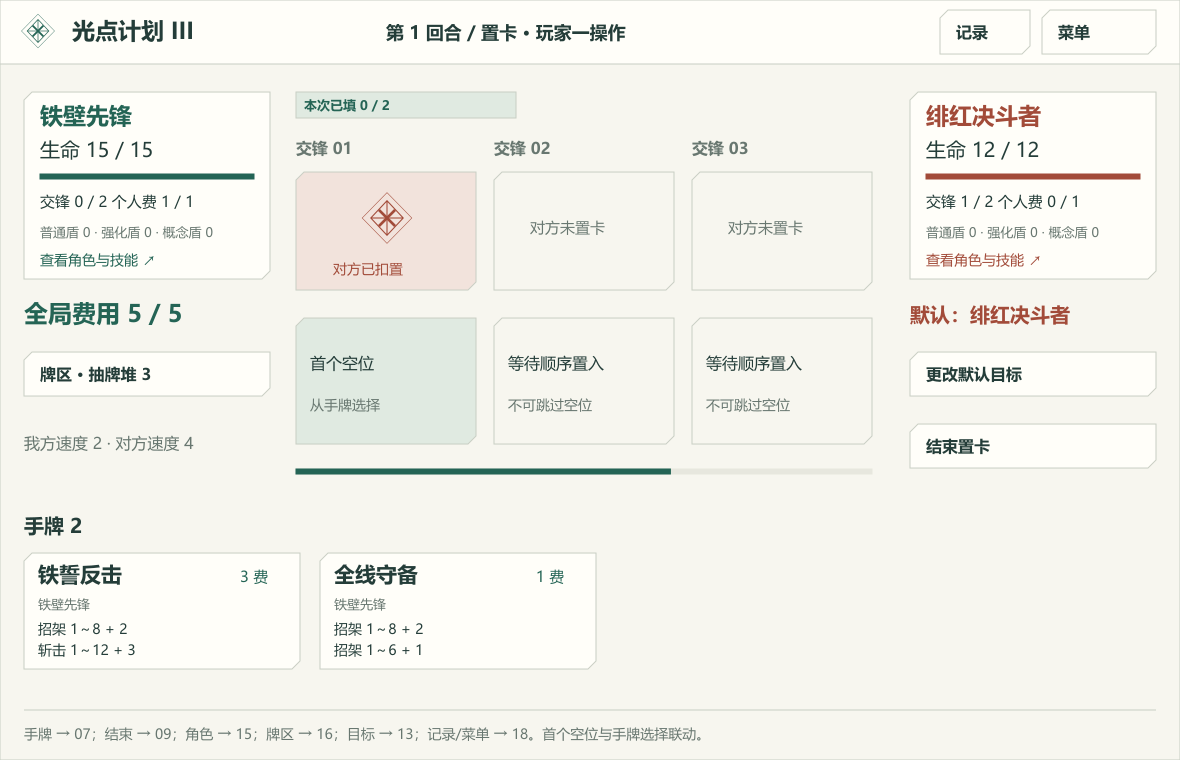 光点计划 III
第 1 回合 / 置卡・玩家一操作
记录
菜单
铁壁先锋
生命 15 / 15
交锋 0 / 2 个人费 1 / 1
普通盾 0 · 强化盾 0 · 概念盾 0
查看角色与技能 ↗
全局费用 5 / 5
牌区・抽牌堆 3
我方速度 2 · 对方速度 4
本次已填 0 / 2
交锋 01
交锋 02
交锋 03
对方已扣置
对方未置卡
对方未置卡
首个空位
从手牌选择
等待顺序置入
不可跳过空位
等待顺序置入
不可跳过空位
绯红决斗者
生命 12 / 12
交锋 1 / 2 个人费 0 / 1
普通盾 0 · 强化盾 0 · 概念盾 0
查看角色与技能 ↗
默认：绯红决斗者
更改默认目标
结束置卡
手牌 2
铁誓反击
3 费
铁壁先锋
招架 1~8 + 2
斩击 1~12 + 3
全线守备
1 费
铁壁先锋
招架 1~8 + 2
招架 1~6 + 1
手牌 → 07；结束 → 09；角色 → 15；牌区 → 16；目标 → 13；记录/菜单 → 18。首个空位与手牌选择联动。